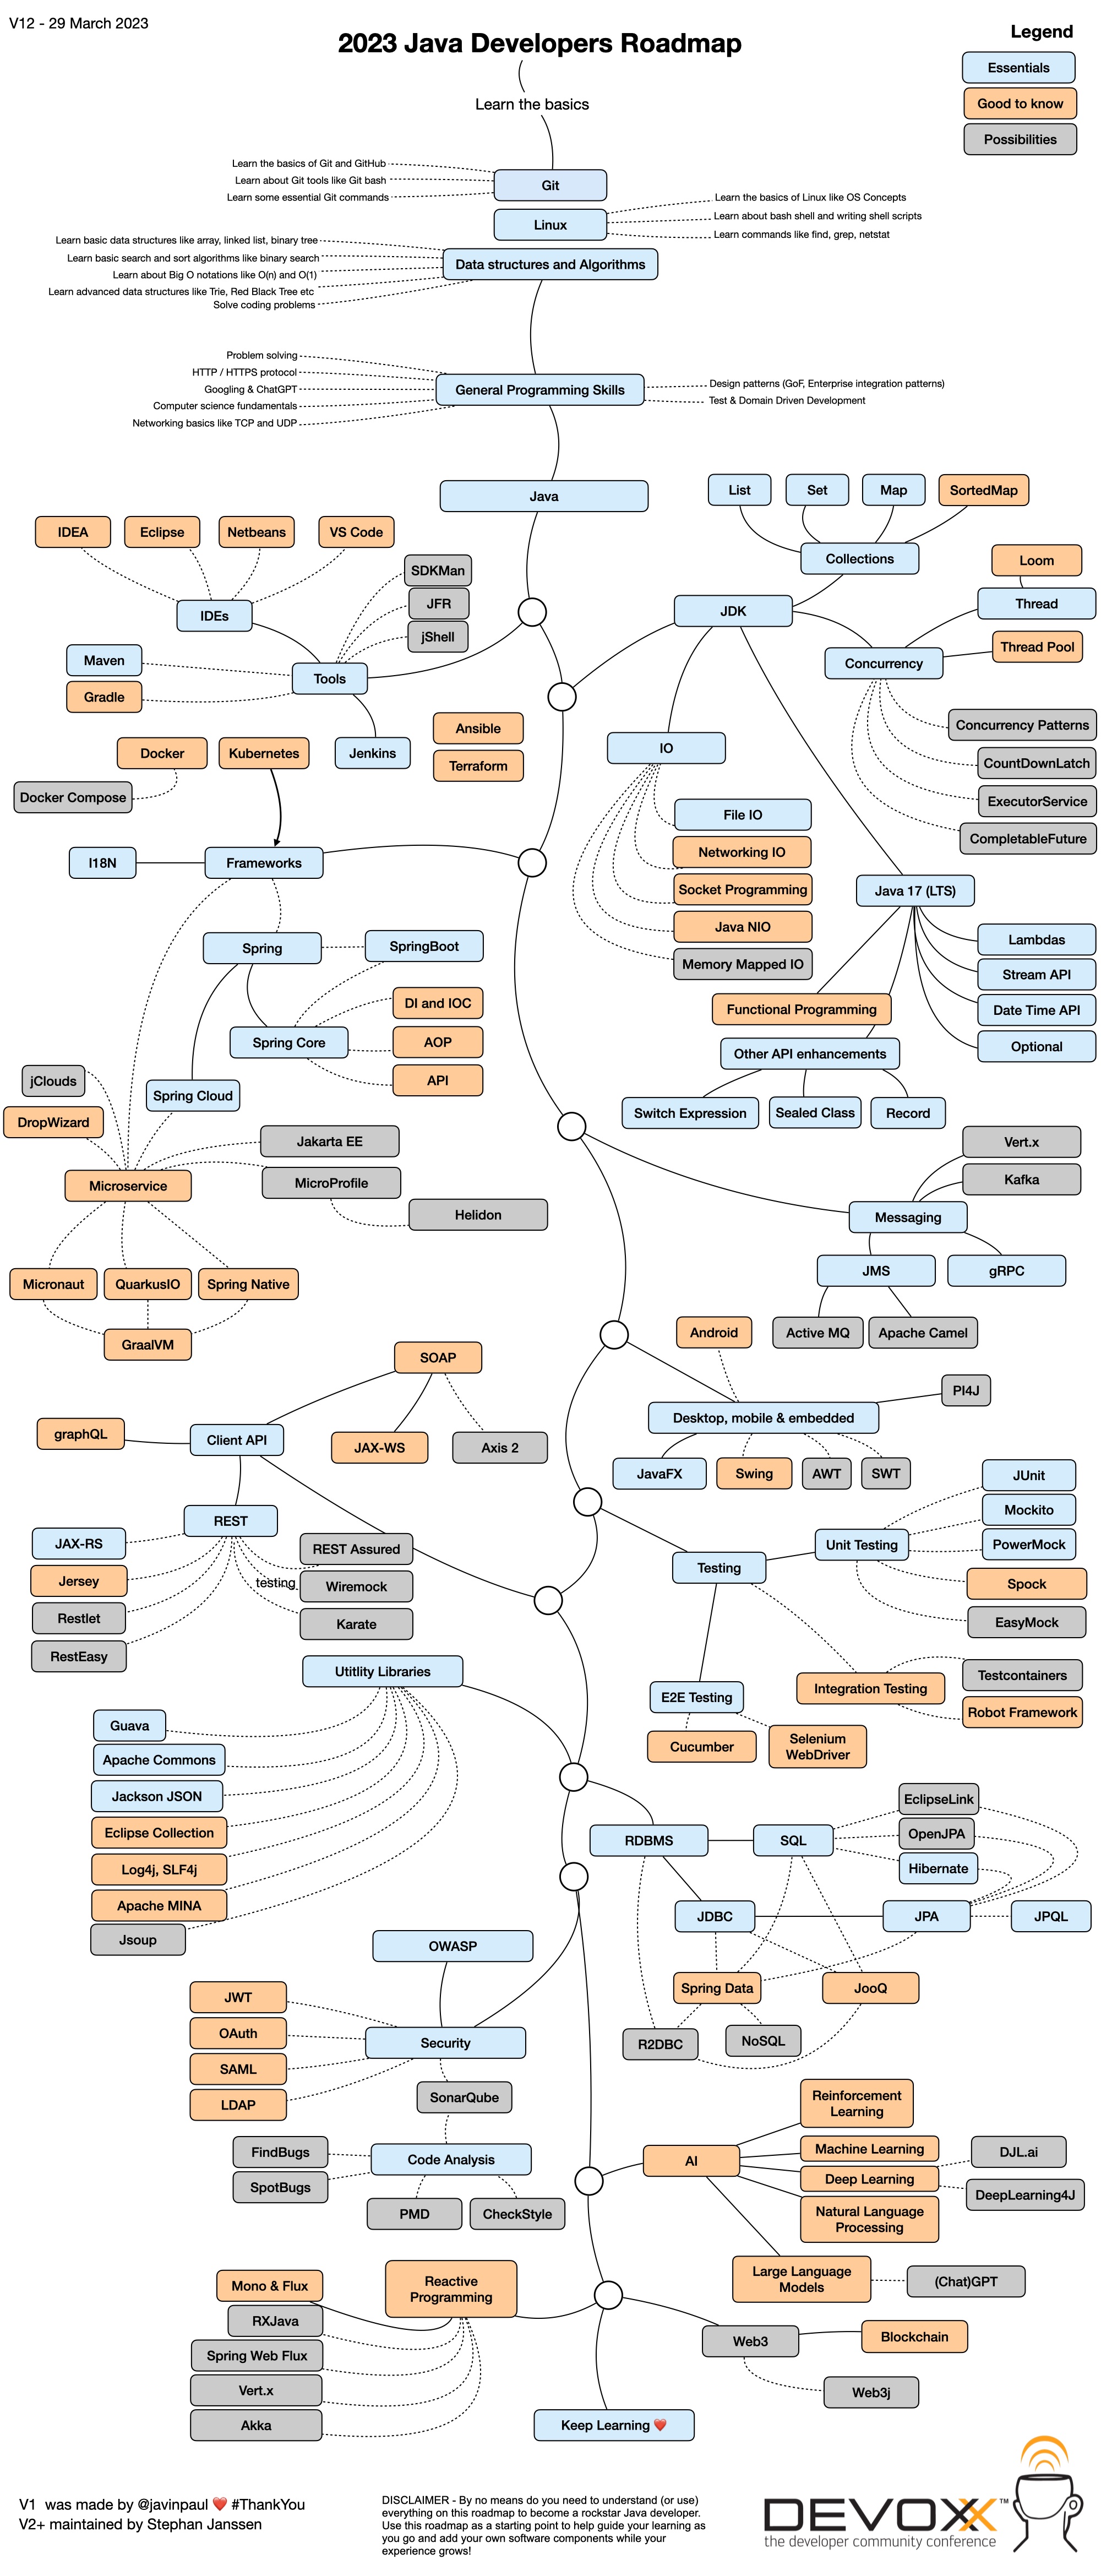 V12 - 29 March 2023
2023 Java Developers Roadmap
Legend
Essentials
Good to know
Possibilities
Learn the basics
Learn the basics of Git and GitHub
Learn about Git tools like Git bash
Learn some essential Git commands
Git
Linux
Learn the basics of Linux like OS Concepts
Learn about bash shell and writing shell scripts
Learn commands like find, grep, netstat
Learn basic data structures like array, linked list, binary tree
Learn basic search and sort algorithms like binary search
Learn about Big O notations like O(n) and O(1)
Learn advanced data structures like Trie, Red Black Tree etc
Solve coding problems
Data structures and Algorithms
Problem solving
HTTP / HTTPS protocol
Googling & ChatGPT
Computer science fundamentals
Networking basics like TCP and UDP
General Programming Skills
Design patterns (GoF, Enterprise integration patterns)
Test & Domain Driven Development
Java
List
Set
Map
SortedMap
Collections
IDEA
Eclipse
Netbeans
VS Code
IDEs
SDKMan
JFR
jShell
Maven
Gradle
Tools
Jenkins
Ansible
Terraform
JDK
Loom
Thread
Thread Pool
Concurrency
Concurrency Patterns
CountDownLatch
ExecutorService
CompletableFuture
IO
File IO
Networking IO
Socket Programming
Java NIO
Memory Mapped IO
Docker
Kubernetes
Docker Compose
I18N
Frameworks
Java 17 (LTS)
Lambdas
Stream API
Date Time API
Optional
Functional Programming
Other API enhancements
Switch Expression
Sealed Class
Record
Spring
SpringBoot
DI and IOC
Spring Core
AOP
API
jClouds
Spring Cloud
DropWizard
Jakarta EE
Microservice
MicroProfile
Helidon
Micronaut
QuarkusIO
Spring Native
GraalVM
Vert.x
Kafka
Messaging
JMS
gRPC
Active MQ
Apache Camel
Android
PI4J
Desktop, mobile & embedded
JavaFX
Swing
AWT
SWT
SOAP
graphQL
Client API
JAX-WS
Axis 2
REST
JAX-RS
Jersey
Restlet
RestEasy
REST Assured
testing
Wiremock
Karate
JUnit
Mockito
Unit Testing
PowerMock
Testing
Spock
EasyMock
Testcontainers
Integration Testing
Robot Framework
E2E Testing
Cucumber
Selenium
WebDriver
Utitlity Libraries
Guava
Apache Commons
Jackson JSON
Eclipse Collection
Log4j, SLF4j
Apache MINA
Jsoup
RDBMS
SQL
EclipseLink
OpenJPA
Hibernate
JDBC
JPA
JPQL
Spring Data
JooQ
R2DBC
NoSQL
OWASP
JWT
OAuth
SAML
LDAP
Security
SonarQube
FindBugs
SpotBugs
Code Analysis
PMD
CheckStyle
Reinforcement
Learning
AI
Machine Learning
Deep Learning
Natural Language
Processing
DJL.ai
DeepLearning4J
Large Language
Models
(Chat)GPT
Mono & Flux
Reactive
Programming
RXJava
Spring Web Flux
Vert.x
Akka
Web3
Blockchain
Web3j
Keep Learning ❤️
V1 was made by @javinpaul ❤️ #ThankYou
V2+ maintained by Stephan Janssen
DISCLAIMER - By no means do you need to understand (or use)
everything on this roadmap to become a rockstar Java developer.
Use this roadmap as a starting point to help guide your learning as
you go and add your own software components while your
experience grows!
DEVOXX™
the developer community conference